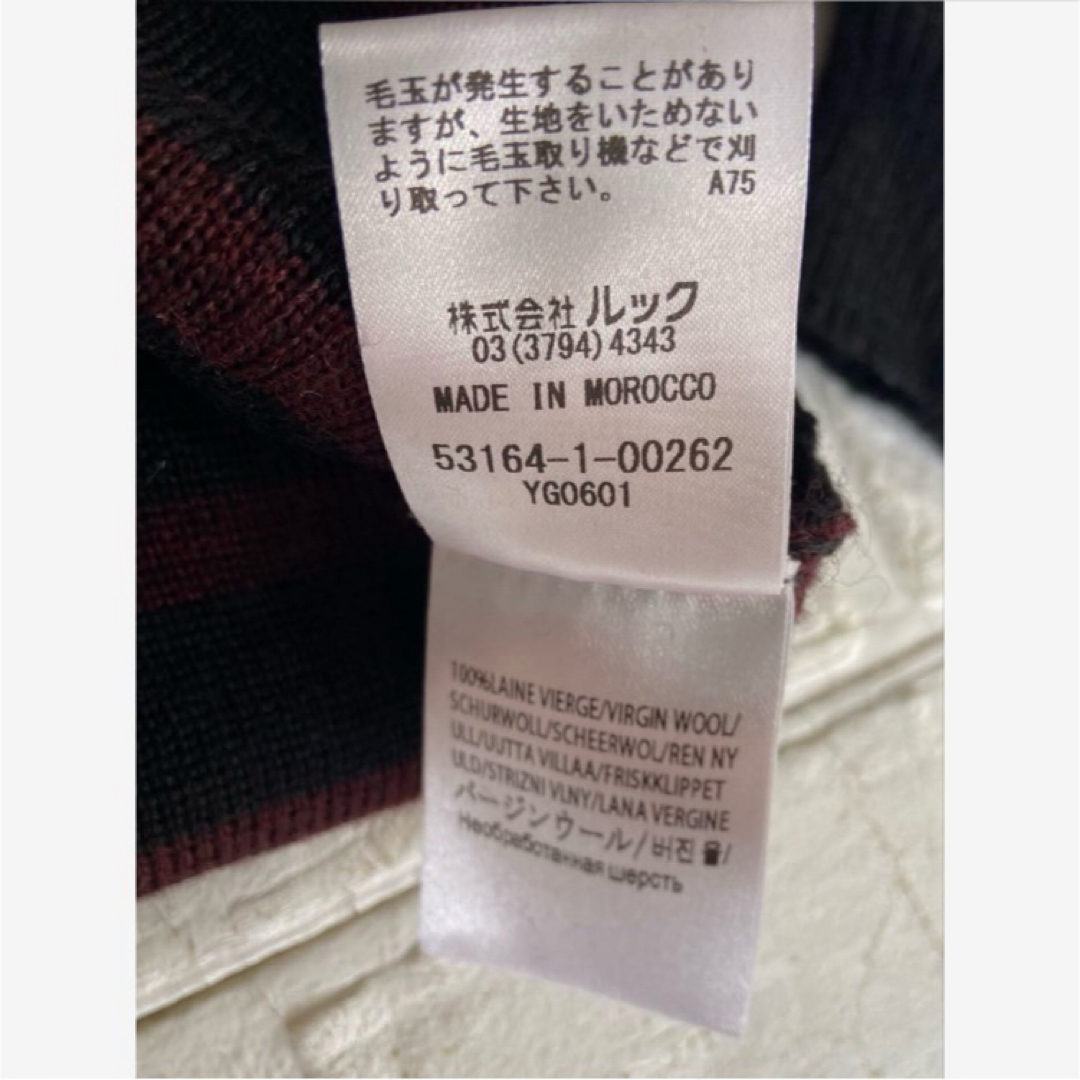 毛玉が発生することがあり
ますが、生地をいためない
ように毛玉取り機などで刈
り取って下さい。 A75
株式会社 ルック
03(3794)4343
MADE IN MOROCCO
53164-1-00262
YG0601
100%LAINE VIERGE/VIRGIN WOOL/
SCHURWOLL/SCHEERWOL/REN NY
ULL/UUTTA VILLAA/FRISKKLIPPET
ULD/STRIZNI VLNY/LANA VERGINE
バージンウール/버진 울/
Необработанная шерсть